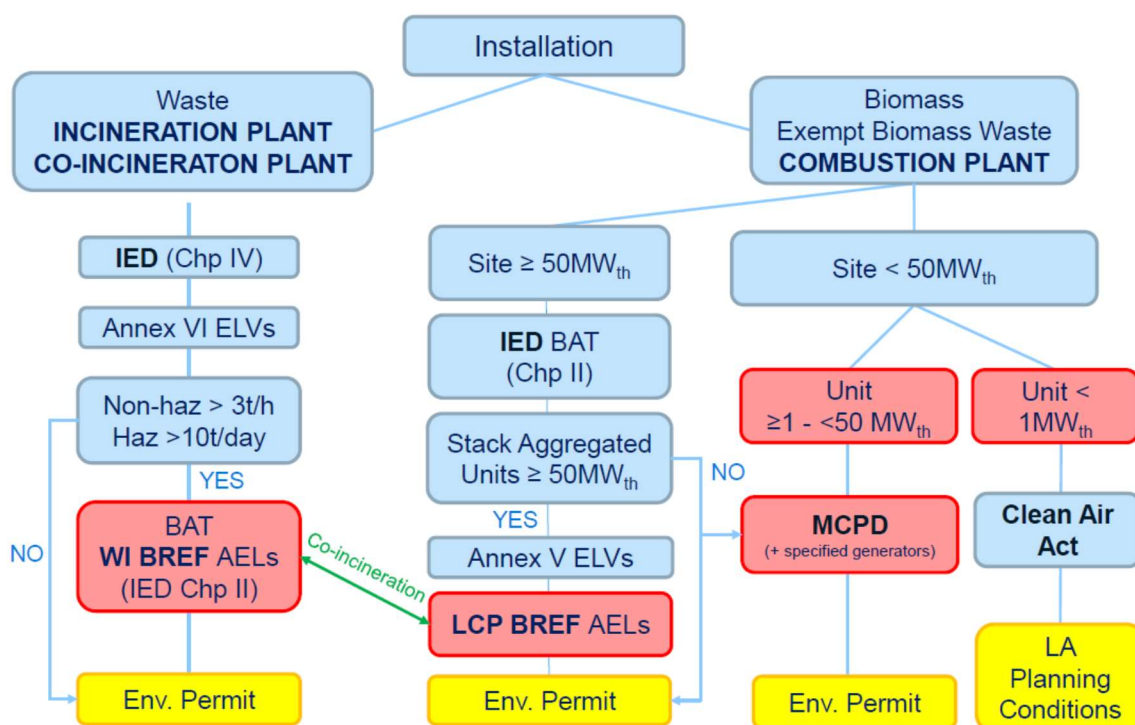 Installation
Waste
INCINERATION PLANT
CO-INCINERATON PLANT
Biomass
Exempt Biomass Waste
COMBUSTION PLANT
IED (Chp IV)
Annex VI ELVs
Non-haz > 3t/h
Haz >10t/day
YES
NO
BAT
WI BREF AELs
(IED Chp II)
Env. Permit
Co-incineration
Site ≥ 50MWth
IED BAT
(Chp II)
Stack Aggregated
Units ≥ 50MWth
YES
NO
Annex V ELVs
LCP BREF AELs
Env. Permit
Site < 50MWth
Unit
≥1 - <50 MWth
MCPD
(+ specified generators)
Env. Permit
Unit <
1MWth
Clean Air
Act
LA
Planning
Conditions